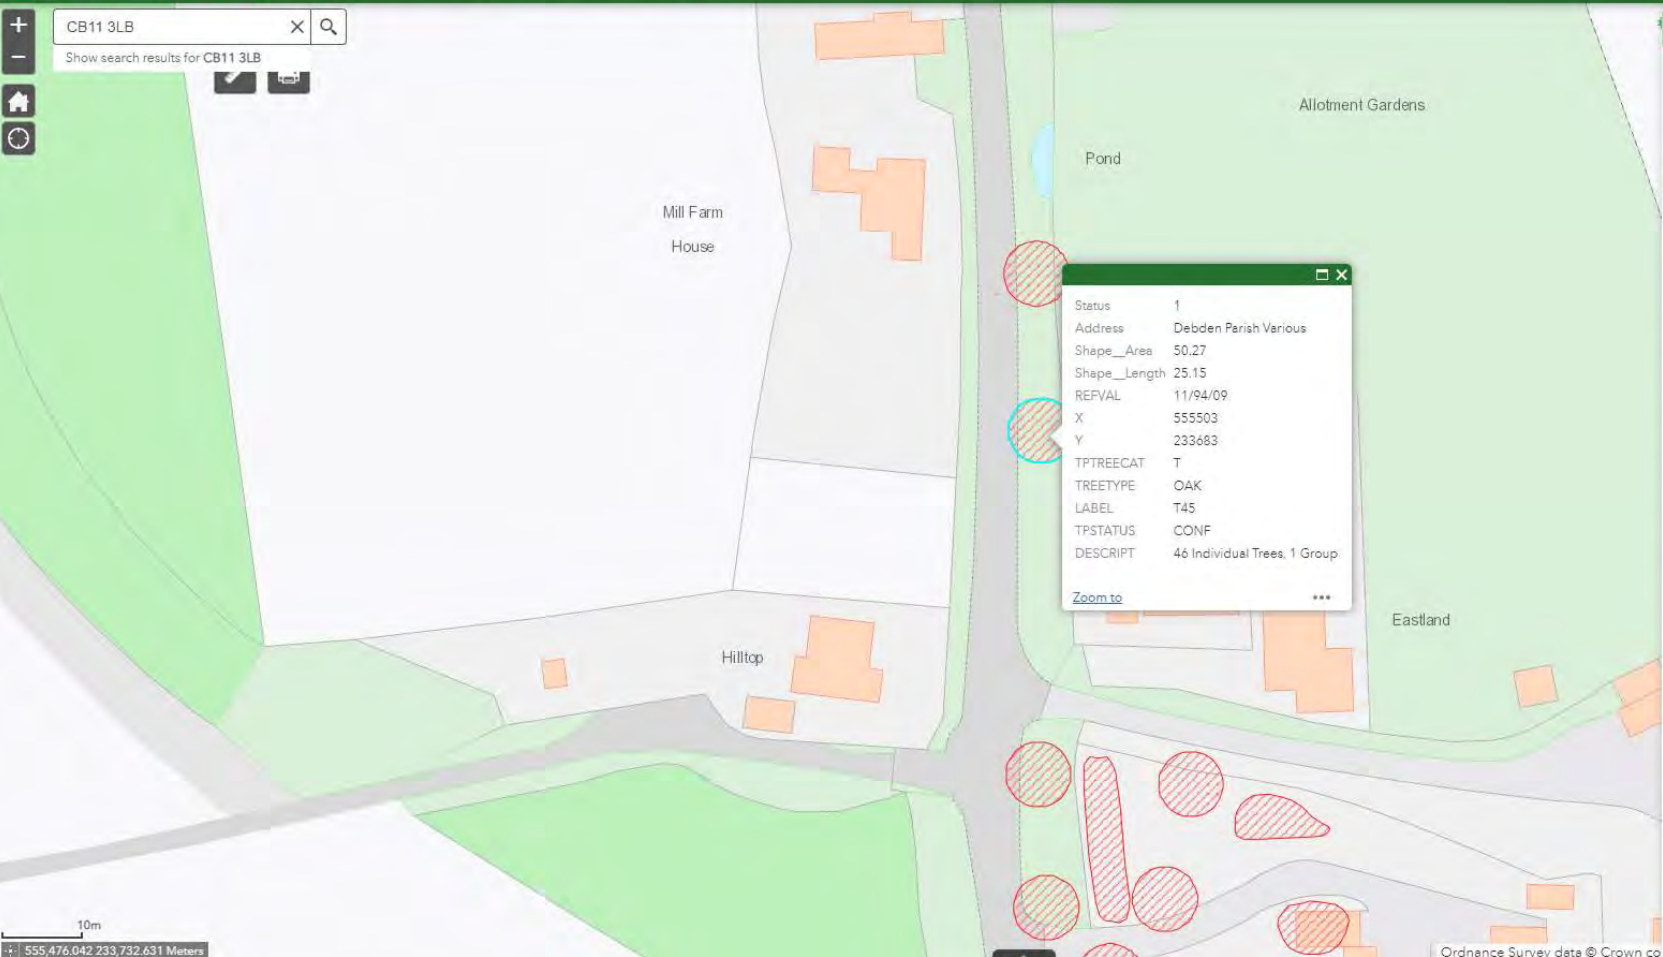 CB11 3LB
Show search results for CB11 3LB
Allotment Gardens
Pond
Mill Farm
House
Status 1
Address Debden Parish Various
Shape__Area 50.27
Shape__Length 25.15
REFVAL 11/94/09
X 555503
Y 233683
TPTREECAT T
TREETYPE OAK
LABEL T45
TPSTATUS CONF
DESCRIPT 46 Individual Trees, 1 Group
Zoom to
Eastland
Hilltop
10m
555,476.042 233,732.631 Meters
Ordnance Survey data © Crown co